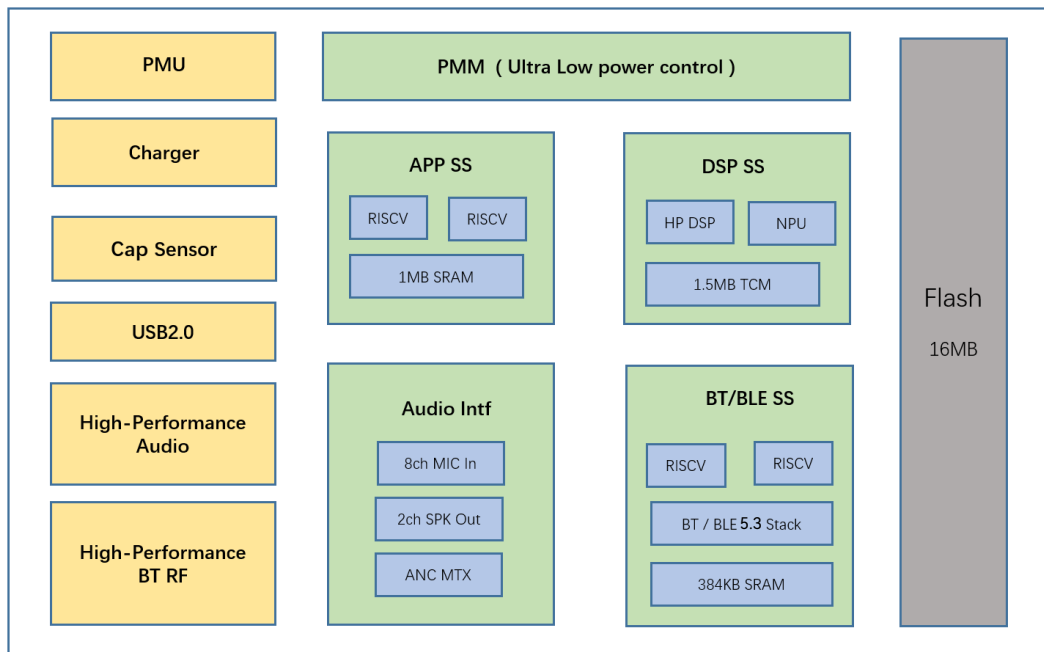 PMU
Charger
Cap Sensor
USB2.0
High-Performance
Audio
High-Performance
BT RF
PMM ( Ultra Low power control )
APP SS
RISCV
RISCV
1MB SRAM
DSP SS
HP DSP
NPU
1.5MB TCM
Audio Intf
8ch MIC In
2ch SPK Out
ANC MTX
BT/BLE SS
RISCV
RISCV
BT / BLE 5.3 Stack
384KB SRAM
Flash
16MB